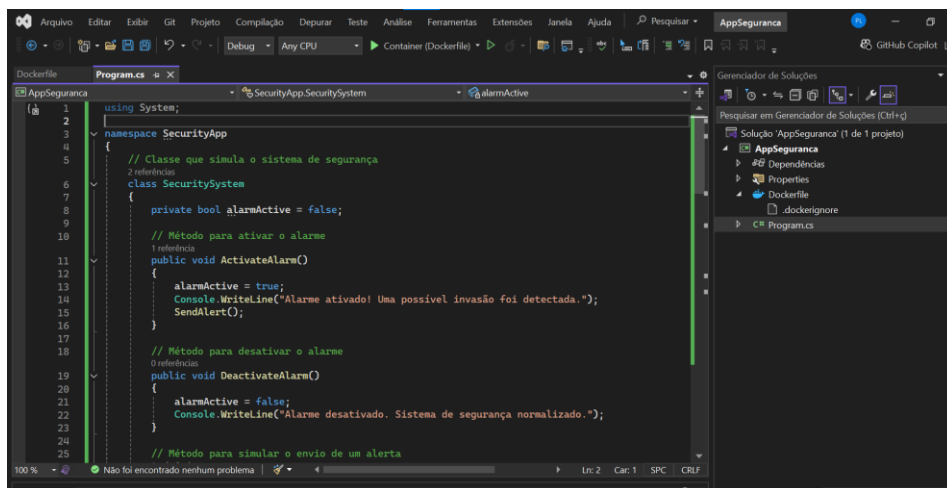 Arquivo Editar Exibir Git Projeto Compilação Depurar Teste Análise Ferramentas Extensões Janela Ajuda Pesquisar AppSeguranca PL
Debug Any CPU Container (Dockerfile) GitHub Copilot
Dockerfile Program.cs
AppSeguranca SecurityApp.SecuritySystem alarmActive
1 using System;
2
3 namespace SecurityApp
4 {
5 // Classe que simula o sistema de segurança
2 referências
6 class SecuritySystem
7 {
8 private bool alarmActive = false;
9
10 // Método para ativar o alarme
1 referência
11 public void ActivateAlarm()
12 {
13 alarmActive = true;
14 Console.WriteLine("Alarme ativado! Uma possível invasão foi detectada.");
15 SendAlert();
16 }
17
18 // Método para desativar o alarme
0 referências
19 public void DeactivateAlarm()
20 {
21 alarmActive = false;
22 Console.WriteLine("Alarme desativado. Sistema de segurança normalizado.");
23 }
24
25 // Método para simular o envio de um alerta
100 % Não foi encontrado nenhum problema Ln: 2 Car: 1 SPC CRLF
Gerenciador de Soluções
Pesquisar em Gerenciador de Soluções (Ctrl+ç)
Solução 'AppSeguranca' (1 de 1 projeto)
AppSeguranca
Dependências
Properties
Dockerfile
.dockerignore
C# Program.cs